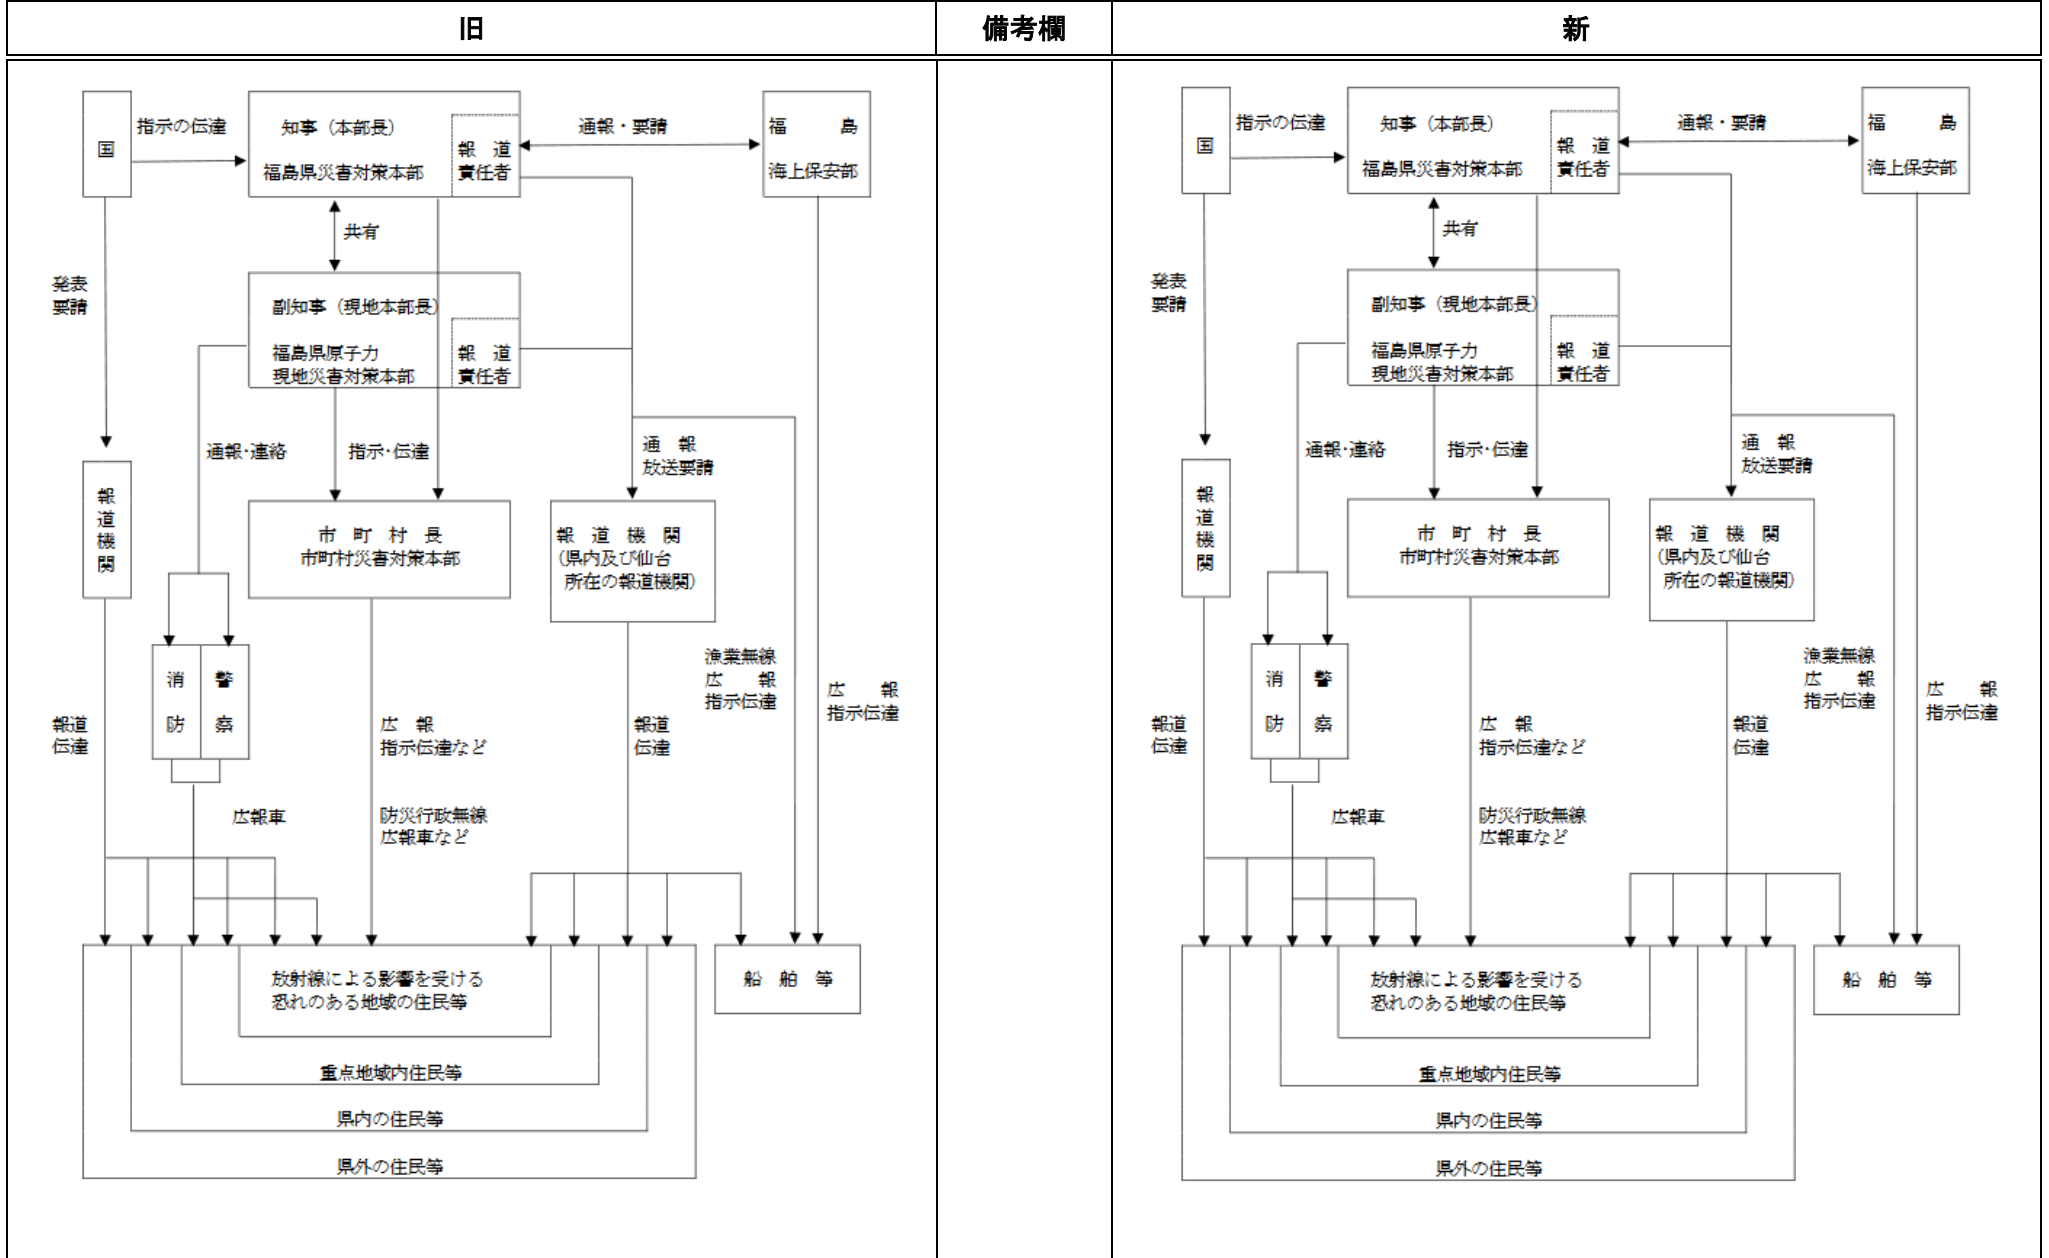 旧
備考欄
新
国
指示の伝達
知事（本部長）
福島県災害対策本部
報　道
責任者
通報・要請
福　　　島
海上保安部
共有
発表
要請
副知事（現地本部長）
福島県原子力
現地災害対策本部
報　道
責任者
通報･連絡
指示･伝達
通　報
放送要請
報
道
機
関
市　町　村　長
市町村災害対策本部
報　道　機　関
（県内及び仙台
所在の報道機関）
消
防
警
察
漁業無線
広　　報
指示伝達
広　　報
指示伝達
報道
伝達
広　報
指示伝達など
報道
伝達
広報車
防災行政無線
広報車など
放射線による影響を受ける
恐れのある地域の住民等
船　舶　等
重点地域内住民等
県内の住民等
県外の住民等
国
指示の伝達
知事（本部長）
福島県災害対策本部
報　道
責任者
通報・要請
福　　　島
海上保安部
共有
発表
要請
副知事（現地本部長）
福島県原子力
現地災害対策本部
報　道
責任者
通報･連絡
指示･伝達
通　報
放送要請
報
道
機
関
市　町　村　長
市町村災害対策本部
報　道　機　関
（県内及び仙台
所在の報道機関）
消
防
警
察
漁業無線
広　　報
指示伝達
広　　報
指示伝達
報道
伝達
広　報
指示伝達など
報道
伝達
広報車
防災行政無線
広報車など
放射線による影響を受ける
恐れのある地域の住民等
船　舶　等
重点地域内住民等
県内の住民等
県外の住民等